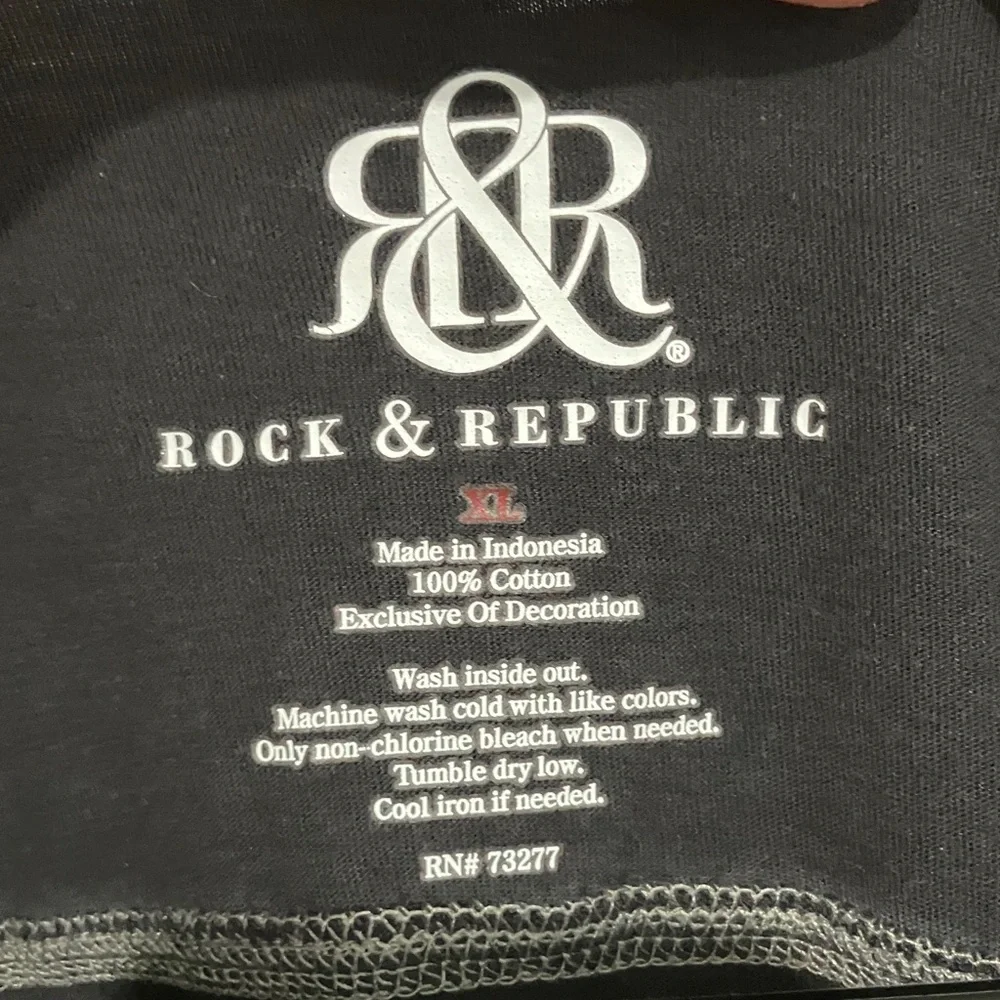 R&R®
ROCK & REPUBLIC
XL
Made in Indonesia
100% Cotton
Exclusive Of Decoration
Wash inside out.
Machine wash cold with like colors.
Only non-chlorine bleach when needed.
Tumble dry low.
Cool iron if needed.
RN# 73277